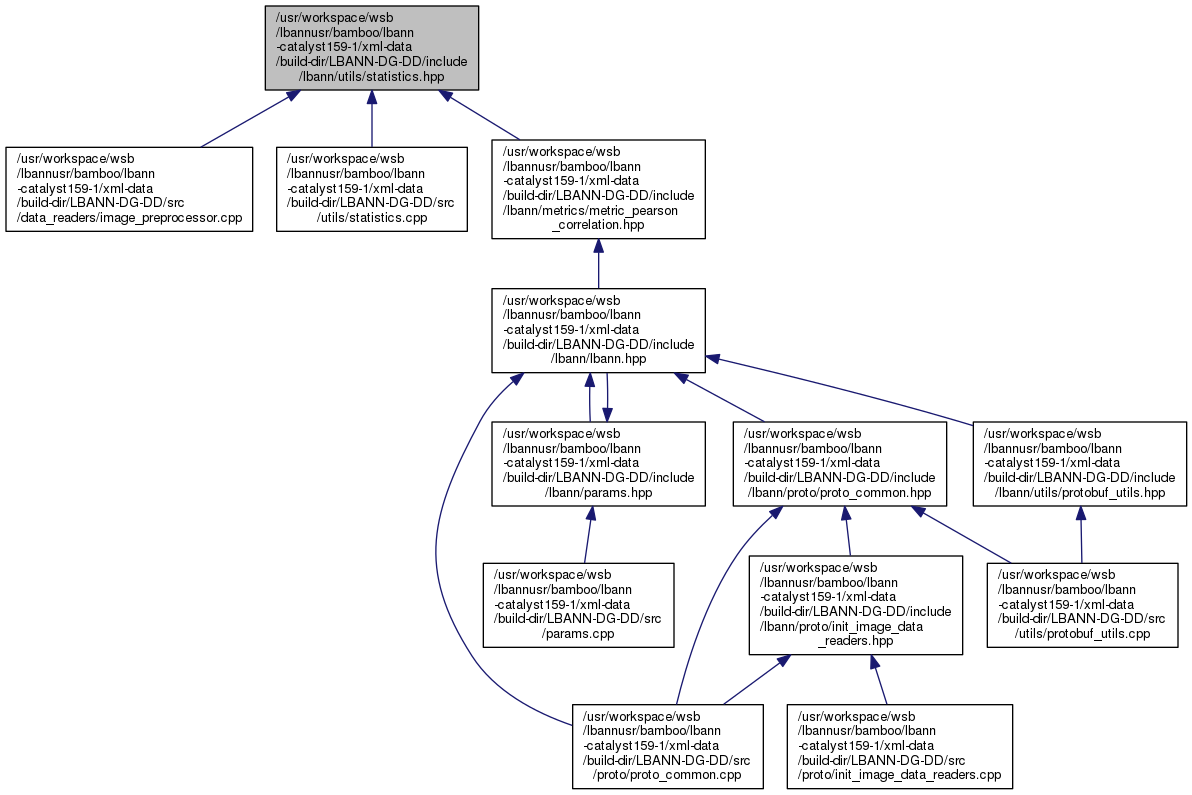 /usr/workspace/wsb
/lbannusr/bamboo/lbann
-catalyst159-1/xml-data
/build-dir/LBANN-DG-DD/include
/lbann/utils/statistics.hpp
/usr/workspace/wsb
/lbannusr/bamboo/lbann
-catalyst159-1/xml-data
/build-dir/LBANN-DG-DD/src
/data_readers/image_preprocessor.cpp
/usr/workspace/wsb
/lbannusr/bamboo/lbann
-catalyst159-1/xml-data
/build-dir/LBANN-DG-DD/src
/utils/statistics.cpp
/usr/workspace/wsb
/lbannusr/bamboo/lbann
-catalyst159-1/xml-data
/build-dir/LBANN-DG-DD/include
/lbann/metrics/metric_pearson
_correlation.hpp
/usr/workspace/wsb
/lbannusr/bamboo/lbann
-catalyst159-1/xml-data
/build-dir/LBANN-DG-DD/include
/lbann/lbann.hpp
/usr/workspace/wsb
/lbannusr/bamboo/lbann
-catalyst159-1/xml-data
/build-dir/LBANN-DG-DD/include
/lbann/params.hpp
/usr/workspace/wsb
/lbannusr/bamboo/lbann
-catalyst159-1/xml-data
/build-dir/LBANN-DG-DD/include
/lbann/proto/proto_common.hpp
/usr/workspace/wsb
/lbannusr/bamboo/lbann
-catalyst159-1/xml-data
/build-dir/LBANN-DG-DD/include
/lbann/utils/protobuf_utils.hpp
/usr/workspace/wsb
/lbannusr/bamboo/lbann
-catalyst159-1/xml-data
/build-dir/LBANN-DG-DD/src
/params.cpp
/usr/workspace/wsb
/lbannusr/bamboo/lbann
-catalyst159-1/xml-data
/build-dir/LBANN-DG-DD/include
/lbann/proto/init_image_data
_readers.hpp
/usr/workspace/wsb
/lbannusr/bamboo/lbann
-catalyst159-1/xml-data
/build-dir/LBANN-DG-DD/src
/utils/protobuf_utils.cpp
/usr/workspace/wsb
/lbannusr/bamboo/lbann
-catalyst159-1/xml-data
/build-dir/LBANN-DG-DD/src
/proto/proto_common.cpp
/usr/workspace/wsb
/lbannusr/bamboo/lbann
-catalyst159-1/xml-data
/build-dir/LBANN-DG-DD/src
/proto/init_image_data_readers.cpp